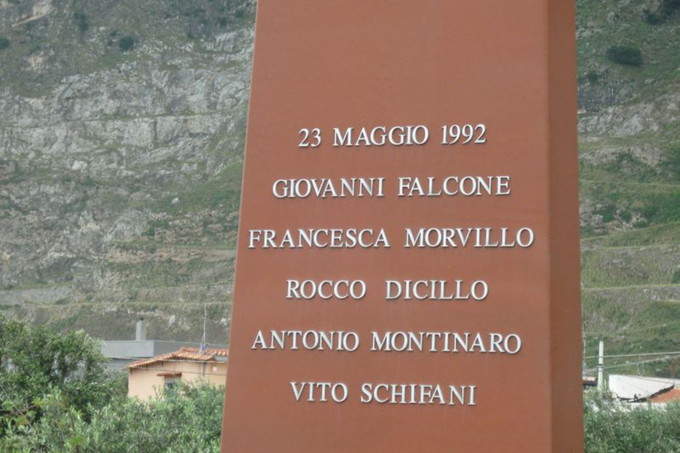 23 MAGGIO 1992
GIOVANNI FALCONE
FRANCESCA MORVILLO
ROCCO DICILLO
ANTONIO MONTINARO
VITO SCHIFANI